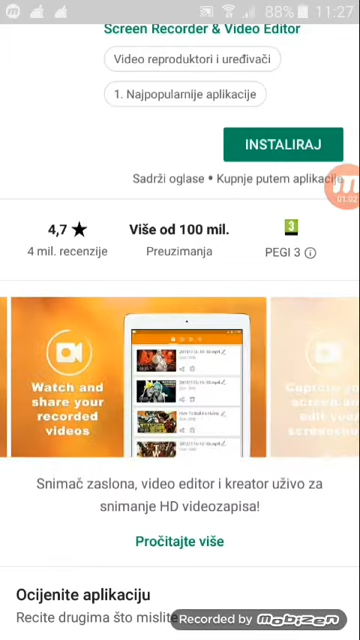 88% 11:27
Screen Recorder & Video Editor
Video reproduktori i uređivači
1. Najpopularnije aplikacije
INSTALIRAJ
Sadrži oglase • Kupnje putem aplikacije
01:02
4,7 ★ Više od 100 mil. 3
4 mil. recenzije Preuzimanja PEGI 3
Watch and
share your
recorded
videos
Snimač zaslona, video editor i kreator uživo za
snimanje HD videozapisa!
Pročitajte više
Ocijenite aplikaciju
Recite drugima što mislite
Recorded by mobizen